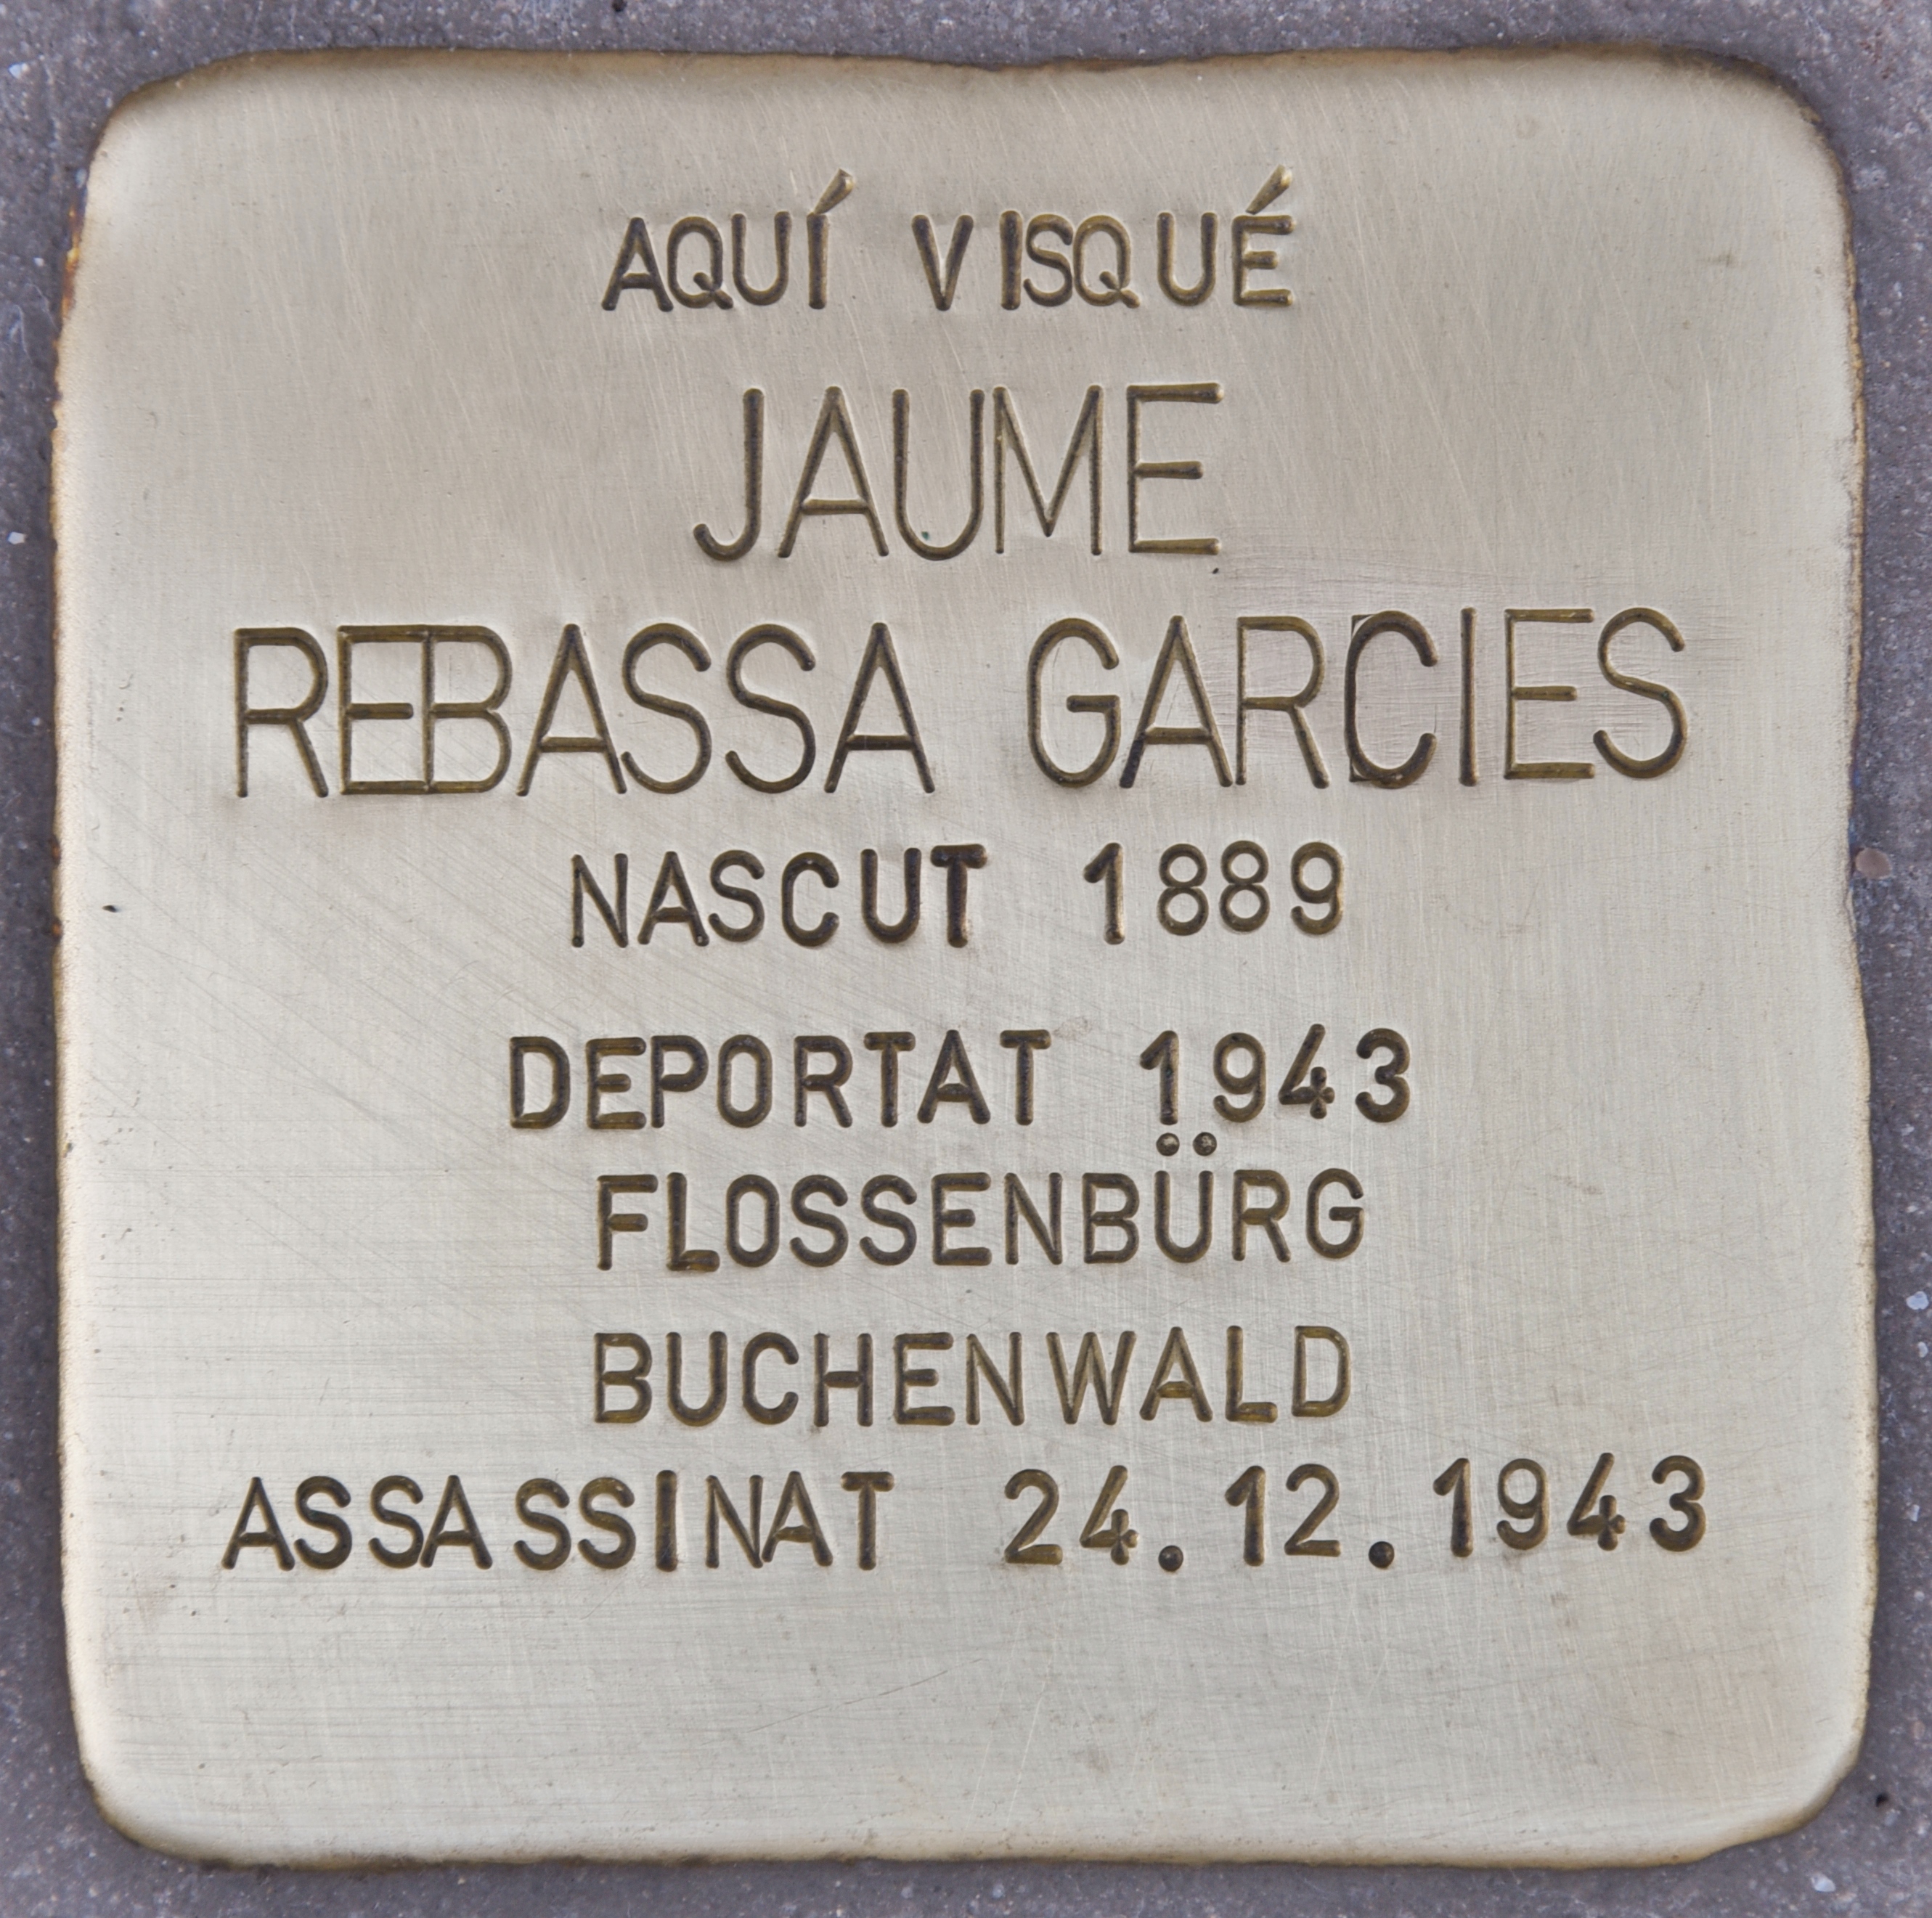 AQUÍ VISQUÉ
JAUME
REBASSA GARCIES
NASCUT 1889
DEPORTAT 1943
FLOSSENBÜRG
BUCHENWALD
ASSASSINAT 24.12.1943